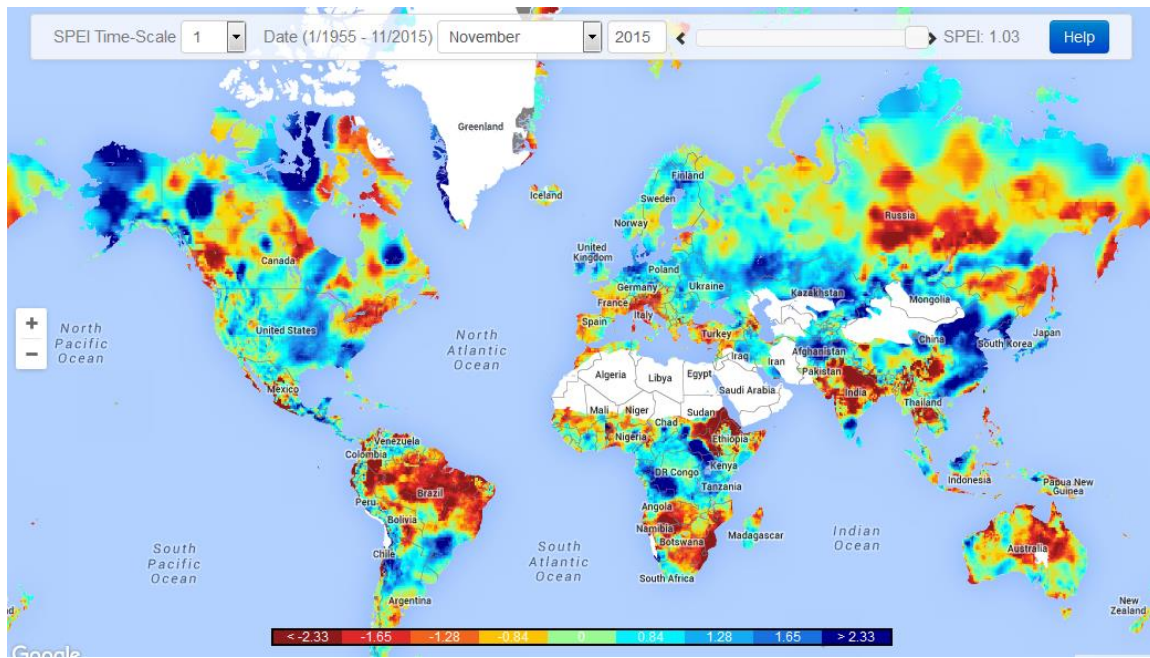 SPEI Time-Scale 1 Date (1/1955 - 11/2015) November 2015 SPEI: 1.03 Help
Greenland
Iceland
Finland
Sweden
Norway
Russia
Canada
United
Kingdom
Poland
Germany
Ukraine
Kazakhstan
Mongolia
France
Italy
Spain
Turkey
United States
+
−
North
Pacific
Ocean
North
Atlantic
Ocean
Japan
China
South Korea
Afghanistan
Iraq
Iran
Pakistan
Algeria
Libya
Egypt
Saudi Arabia
India
Mexico
Mali
Niger
Chad
Sudan
Thailand
Nigeria
Ethiopia
Venezuela
Colombia
DR Congo
Kenya
Tanzania
Indonesia
Papua New
Guinea
Brazil
Peru
Bolivia
Angola
Namibia
Botswana
Madagascar
Indian
Ocean
South
Pacific
Ocean
Chile
South
Atlantic
Ocean
Australia
South Africa
Argentina
New
Zealand
< -2.33 -1.65 -1.28 -0.84 0 0.84 1.28 1.65 > 2.33
Google